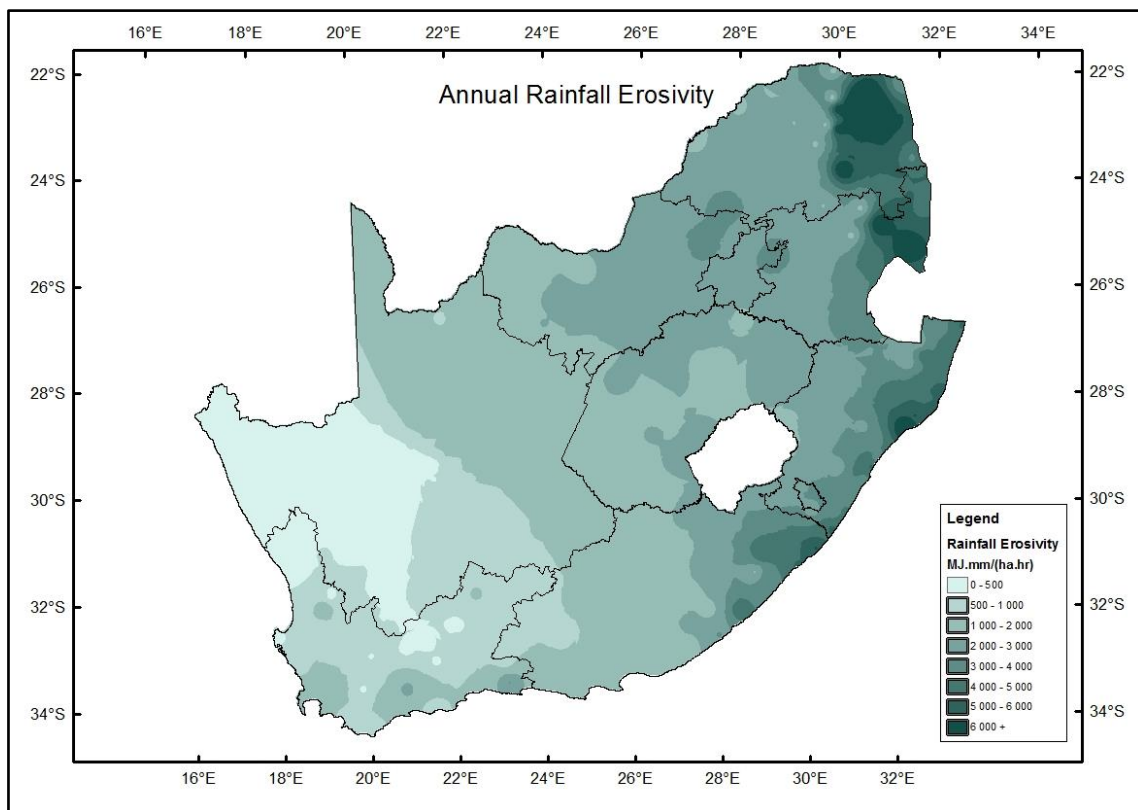 16°E 18°E 20°E 22°E 24°E 26°E 28°E 30°E 32°E 34°E
Annual Rainfall Erosivity
22°S 22°S
24°S 24°S
26°S 26°S
28°S 28°S
30°S 30°S
32°S 32°S
34°S 34°S
Legend
Rainfall Erosivity
MJ.mm/(ha.hr)
0 - 500
500 - 1 000
1 000 - 2 000
2 000 - 3 000
3 000 - 4 000
4 000 - 5 000
5 000 - 6 000
6 000 +
16°E 18°E 20°E 22°E 24°E 26°E 28°E 30°E 32°E